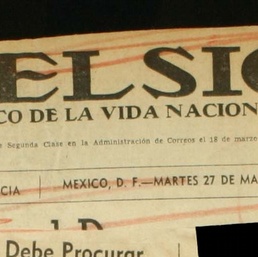 ELSIO
CO DE LA VIDA NACION
Segunda Clase en la Administración de Correos el 18 de marzo
CIA | MEXICO, D. F.—MARTES 27 DE MA
Debe Procurar